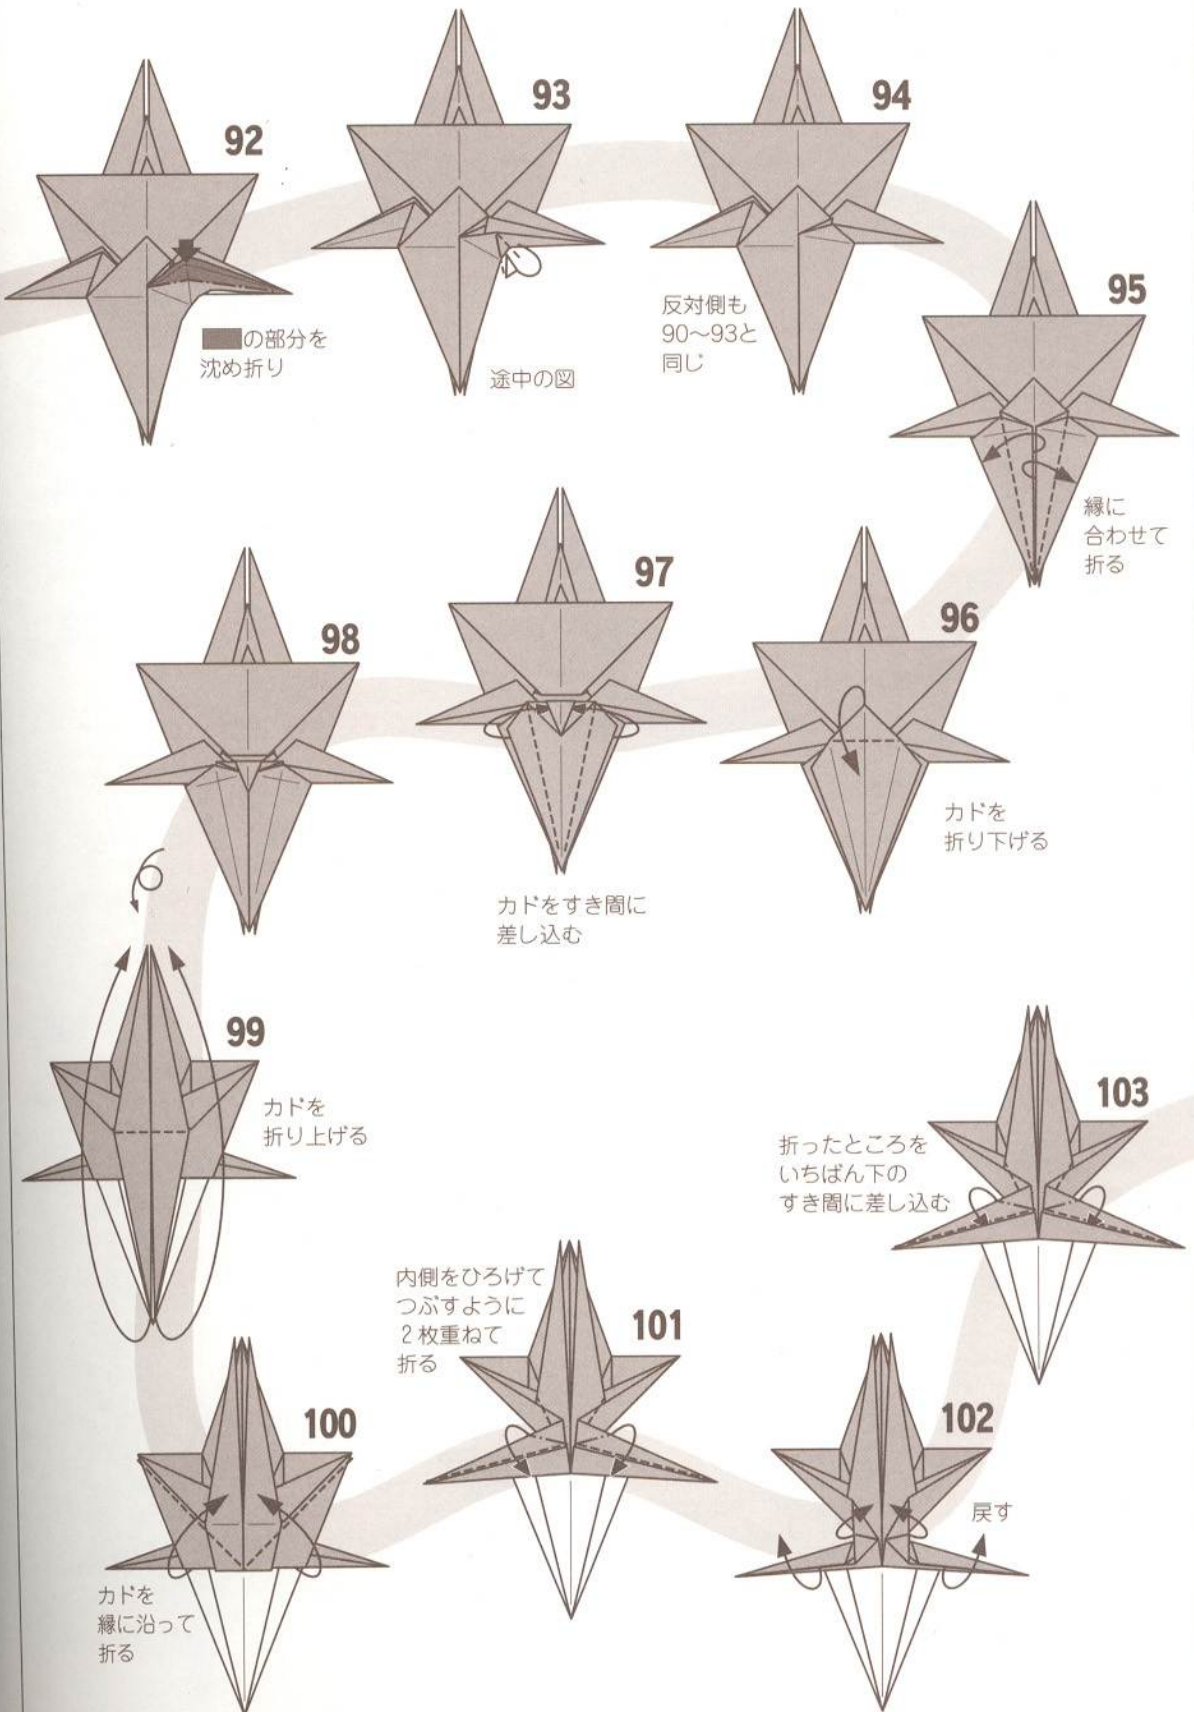 92
■の部分を
沈め折り
93
途中の図
94
反対側も
90〜93と
同じ
95
縁に
合わせて
折る
96
カドを
折り下げる
97
カドをすき間に
差し込む
98
99
カドを
折り上げる
100
カドを
縁に沿って
折る
101
内側をひろげて
つぶすように
2枚重ねて
折る
102
戻す
103
折ったところを
いちばん下の
すき間に差し込む